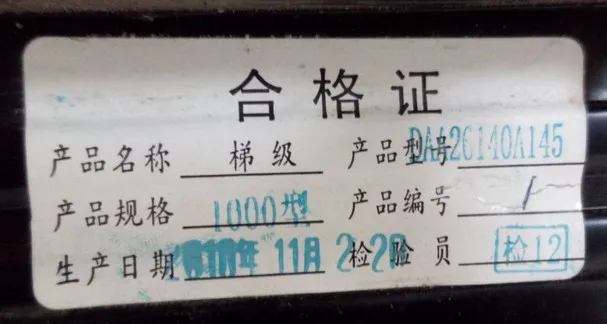 合格证
产品名称 梯级 产品型号 DAA26140A145
产品规格 1000型 产品编号 /
生产日期 年 11月 检验员 检12